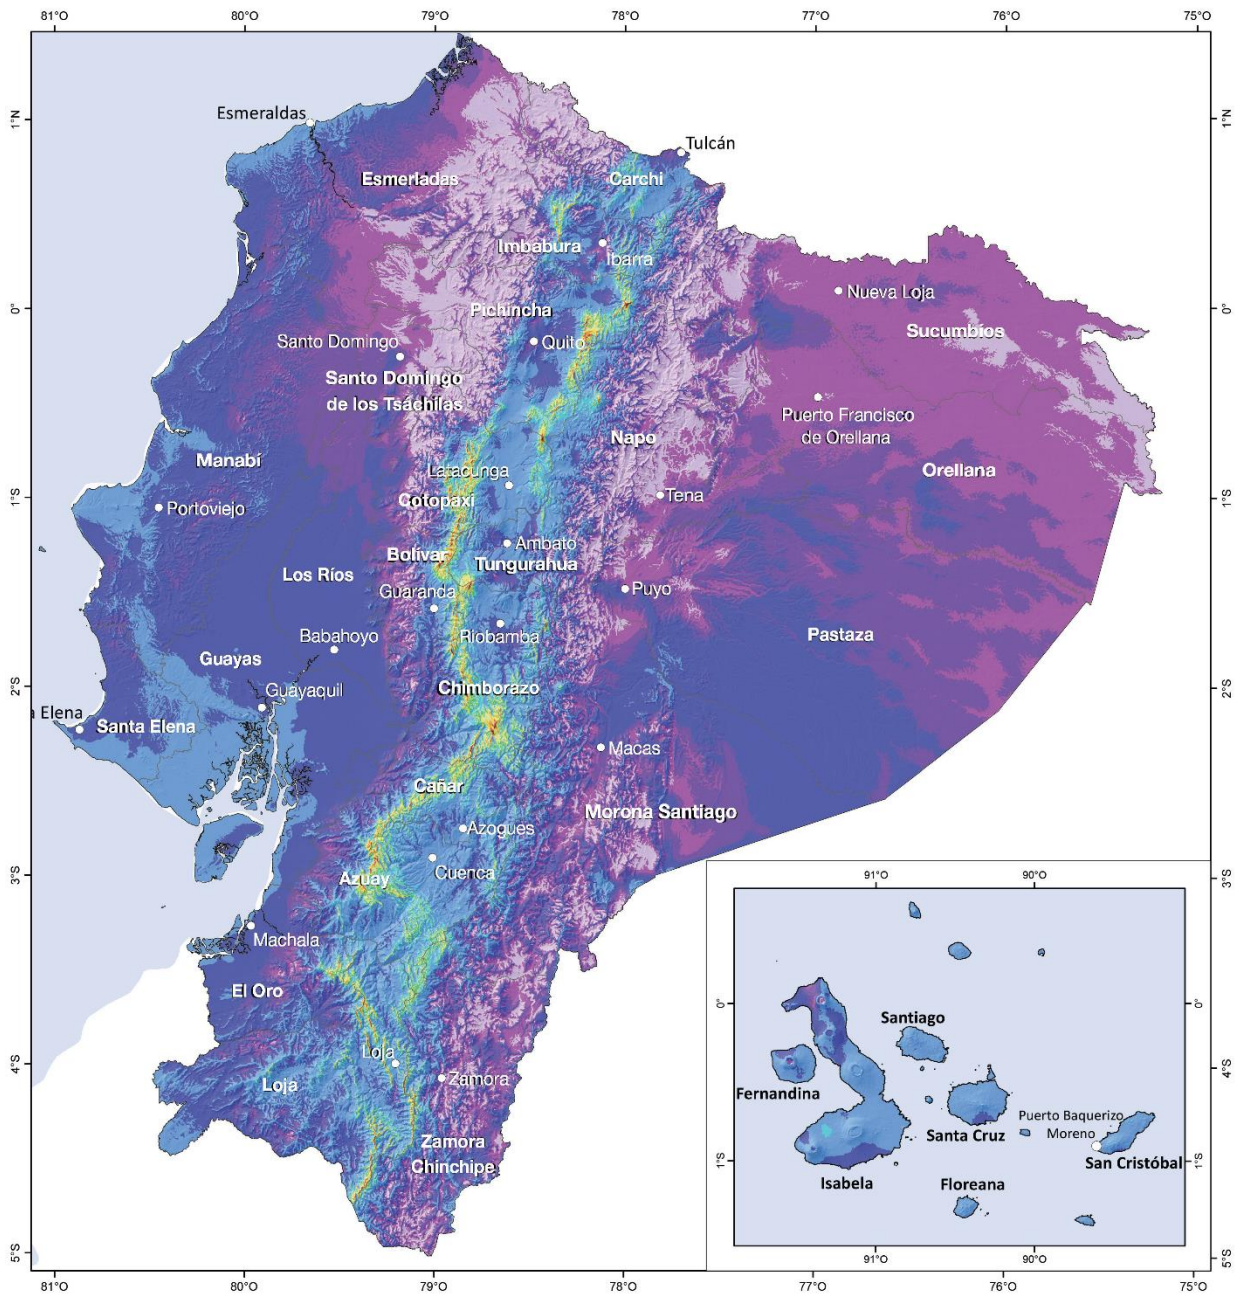 81°O
80°O
79°O
78°O
77°O
76°O
75°O
1°N
1°N
Esmeraldas
Tulcán
Esmerladas
Carchi
Imbabura
Ibarra
0°
0°
Nueva Loja
Pichincha
Sucumbíos
Santo Domingo
Quito
Santo Domingo
de los Tsáchilas
Puerto Francisco
de Orellana
Napo
Manabí
Latacunga
Orellana
Cotopaxi
Tena
1°S
1°S
Portoviejo
Ambato
Bolívar
Tungurahua
Los Ríos
Puyo
Guaranda
Riobamba
Babahoyo
Pastaza
Guayas
Chimborazo
2°S
2°S
Guayaquil
a Elena
Santa Elena
Macas
Cañar
Morona Santiago
Azogues
Cuenca
3°S
3°S
Azuay
Machala
El Oro
Loja
4°S
4°S
Loja
Zamora
Zamora
Chinchipe
5°S
5°S
91°O
90°O
0°
0°
Santiago
Fernandina
Santa Cruz
Puerto Baquerizo
Moreno
San Cristóbal
1°S
1°S
Isabela
Floreana
91°O
90°O
81°O
80°O
79°O
78°O
77°O
76°O
75°O